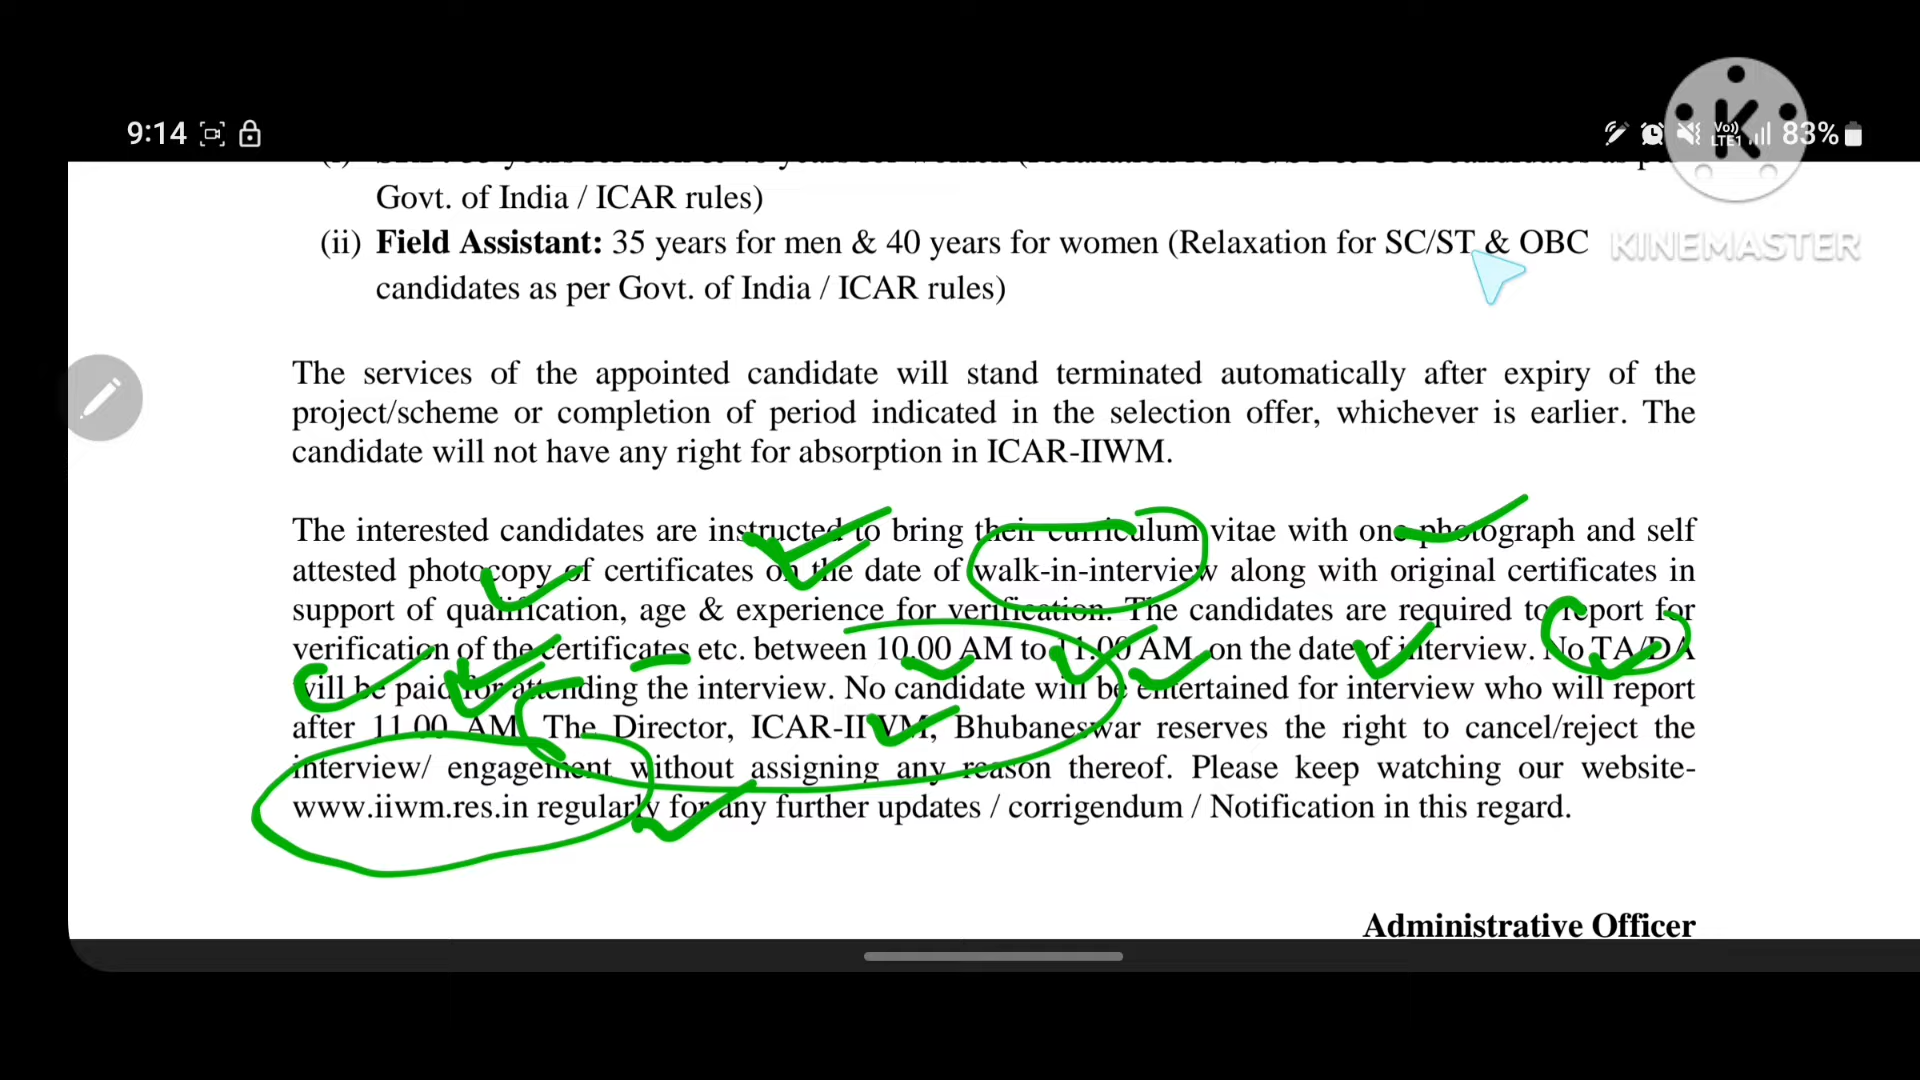 9:14
Vo)) LTE1 83%
KINEMASTER
Govt. of India / ICAR rules)
(ii) Field Assistant: 35 years for men & 40 years for women (Relaxation for SC/ST & OBC
candidates as per Govt. of India / ICAR rules)
The services of the appointed candidate will stand terminated automatically after expiry of the
project/scheme or completion of period indicated in the selection offer, whichever is earlier. The
candidate will not have any right for absorption in ICAR-IIWM.
The interested candidates are instructed to bring their curriculum vitae with one photograph and self
attested photocopy of certificates on the date of walk-in-interview along with original certificates in
support of qualification, age & experience for verification. The candidates are required to report for
verification of the certificates etc. between 10.00 AM to 11.00 AM on the date of interview. No TA/DA
will be paid for attending the interview. No candidate will be entertained for interview who will report
after 11.00 AM. The Director, ICAR-IIWM, Bhubaneswar reserves the right to cancel/reject the
interview/ engagement without assigning any reason thereof. Please keep watching our website-
www.iiwm.res.in regularly for any further updates / corrigendum / Notification in this regard.
Administrative Officer